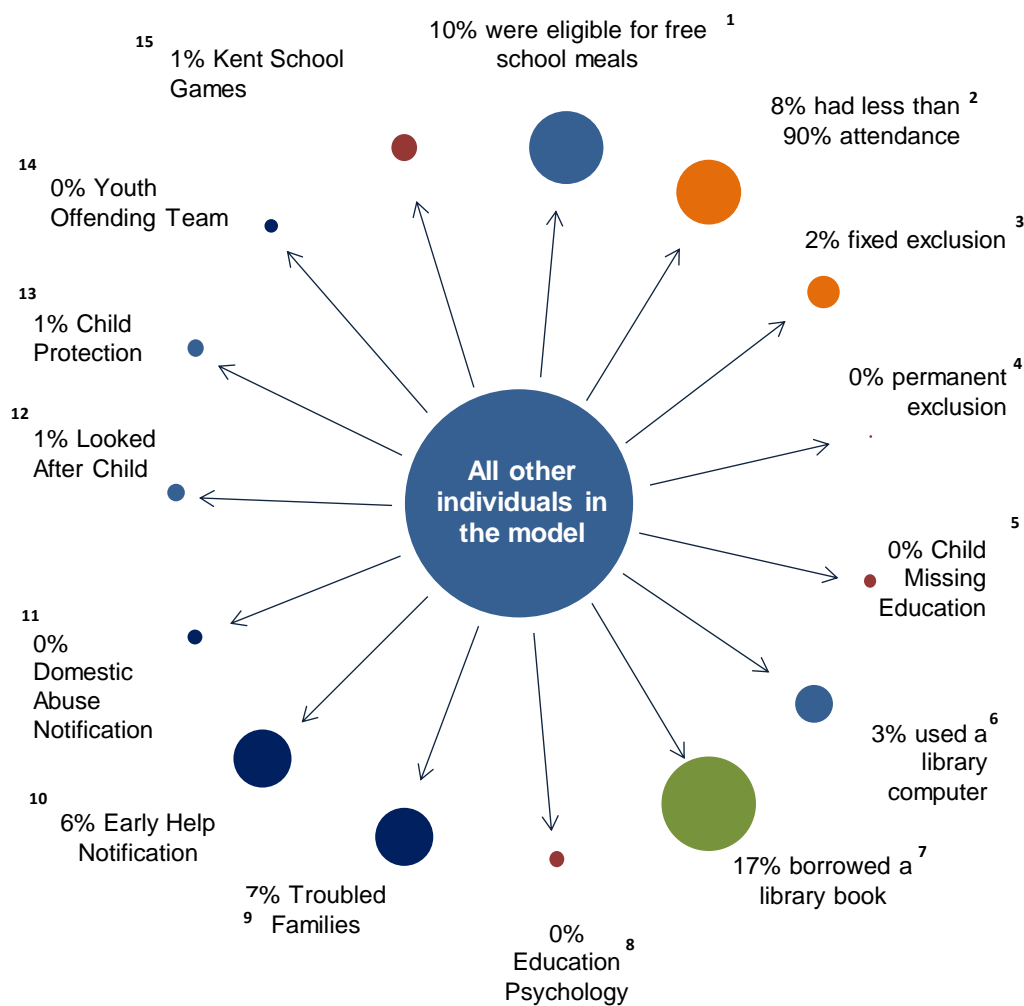 1
10% were eligible for free
school meals
2
8% had less than
90% attendance
3
2% fixed exclusion
4
0% permanent
exclusion
5
0% Child
Missing
Education
6
3% used a
library
computer
7
17% borrowed a
library book
8
0%
Education
Psychology
7% Troubled
9 Families
10
6% Early Help
Notification
11
0%
Domestic
Abuse
Notification
12
1% Looked
After Child
13
1% Child
Protection
14
0% Youth
Offending Team
15
1% Kent School
Games
All other
individuals in
the model